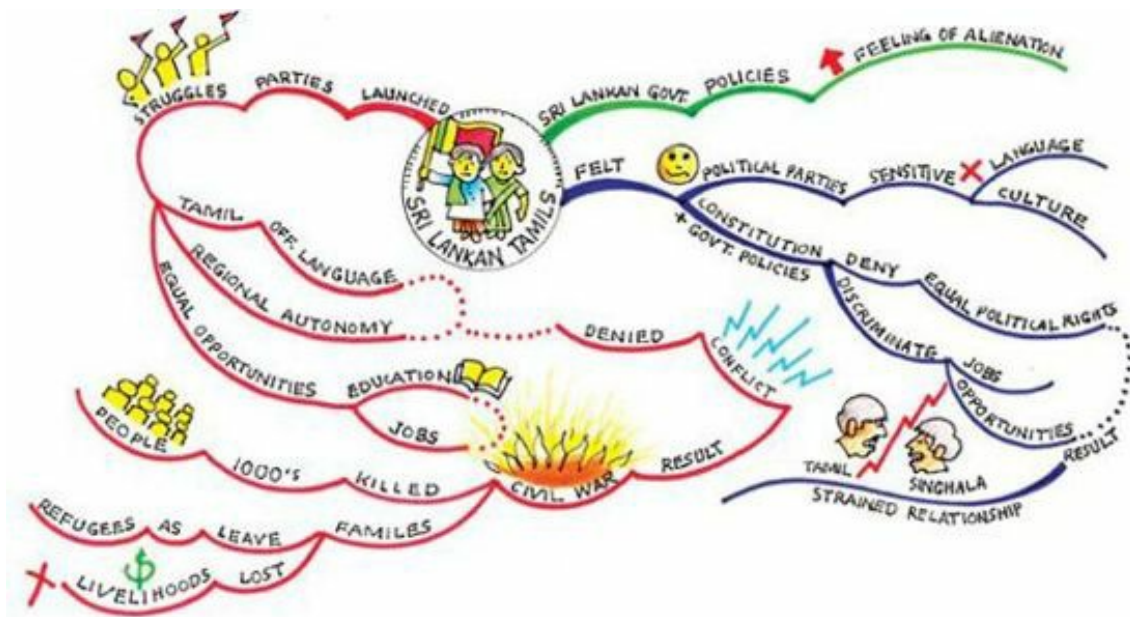 SRI LANKAN TAMILS
SRI LANKAN GOVT. POLICIES
FEELING OF ALIENATION
FELT
POLITICAL PARTIES
SENSITIVE
LANGUAGE
CULTURE
CONSTITUTION
+ GOVT. POLICIES
DENY
EQUAL POLITICAL RIGHTS
DISCRIMINATE
JOBS
OPPORTUNITIES
RESULT
TAMIL
SINGHALA
STRAINED RELATIONSHIP
LAUNCHED
PARTIES
STRUGGLES
TAMIL
OFF. LANGUAGE
REGIONAL AUTONOMY
EQUAL OPPORTUNITIES
EDUCATION
JOBS
DENIED
CONFLICT
RESULT
CIVIL WAR
KILLED
1000'S
PEOPLE
FAMILES
LEAVE
AS
REFUGEES
LOST
LIVELIHOODS